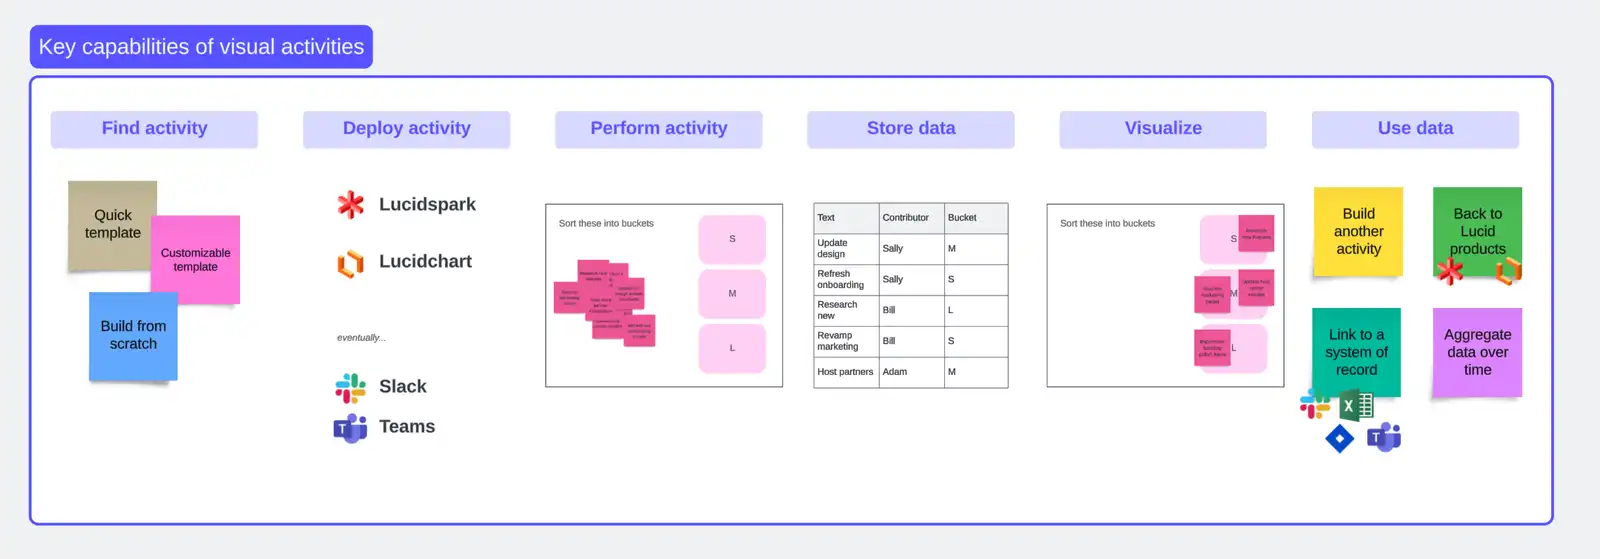 Key capabilities of visual activities
Find activity
Quick
template
Customizable
template
Build from
scratch
Deploy activity
Lucidspark
Lucidchart
eventually...
Slack
Teams
Perform activity
Sort these into buckets
S
M
L
Store data
Text Contributor Bucket
Update
design Sally M
Refresh
onboarding Sally S
Research
new Bill L
Revamp
marketing Bill S
Host partners Adam M
Visualize
Sort these into buckets
S
M
L
Use data
Build
another
activity
Back to
Lucid
products
Link to a
system of
record
Aggregate
data over
time